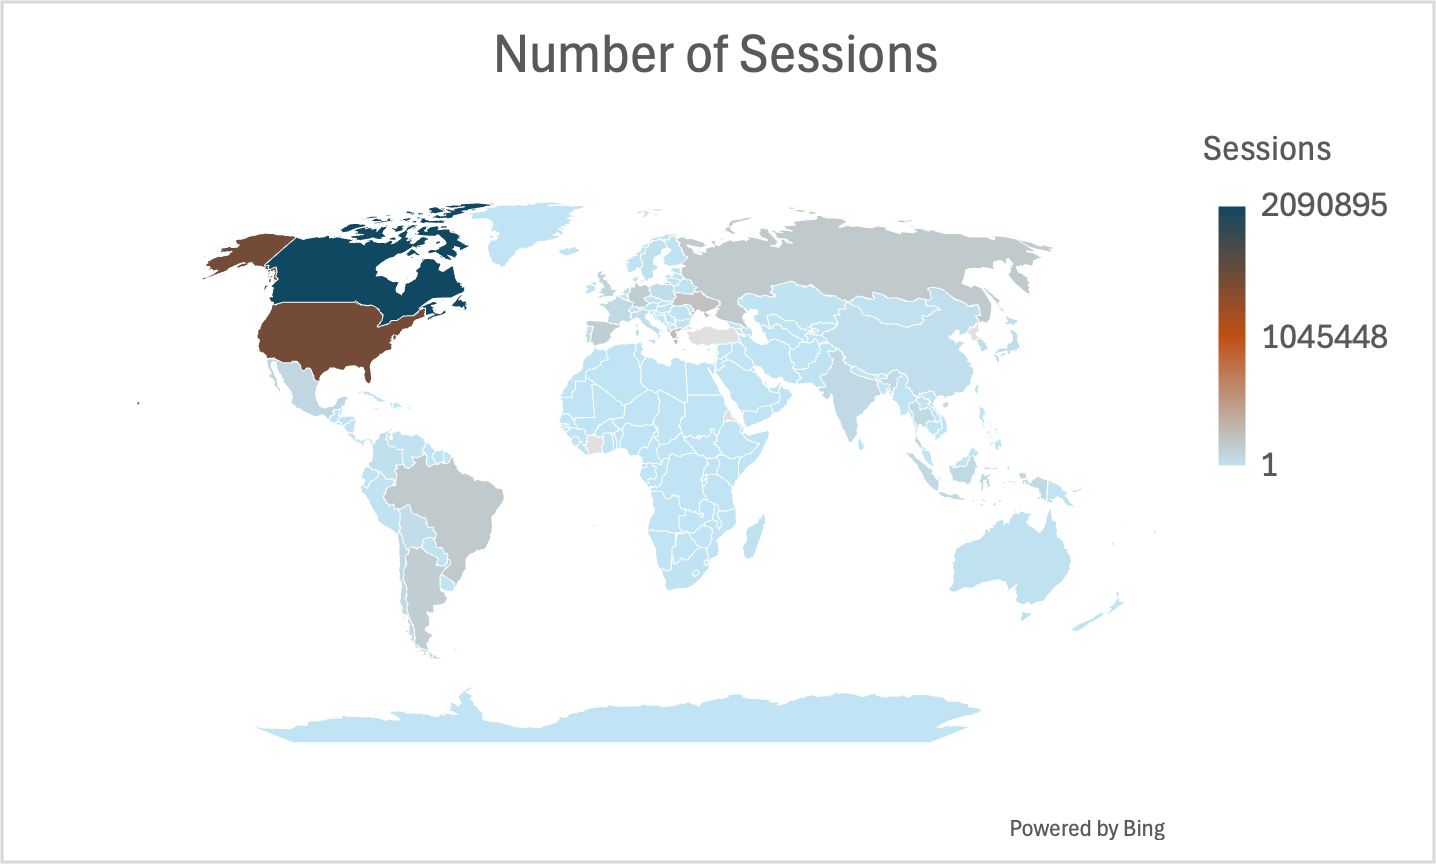 Number of Sessions
Sessions
2090895
1045448
1
Powered by Bing